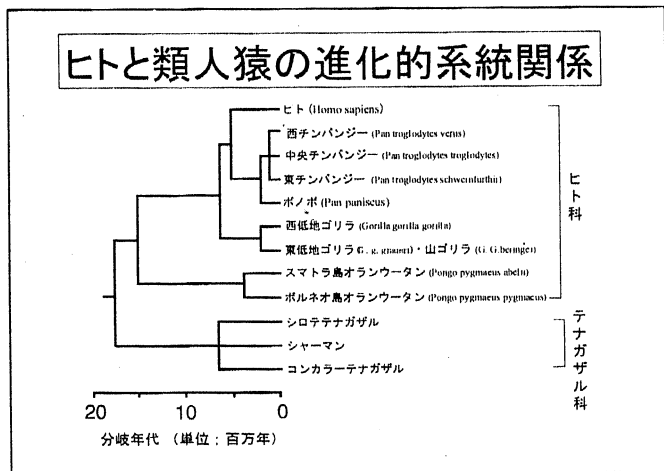 ヒトと類人猿の進化的系統関係
ヒト (Homo sapiens)
西チンパンジー (Pan troglodytes verus)
中央チンパンジー (Pan troglodytes troglodytes)
東チンパンジー (Pan troglodytes schweinfurthii)
ボノボ (Pan paniscus)
西低地ゴリラ (Gorilla gorilla gorilla)
東低地ゴリラ(G. g. graueri)・山ゴリラ (G. G.beringei)
スマトラ島オランウータン (Pongo pygmaeus abelii)
ボルネオ島オランウータン (Pongo pygmaeus pygmaeus)
ヒト科
シロテテナガザル
シャーマン
コンカラーテナガザル
テナガザル科
20 10 0
分岐年代 (単位：百万年)